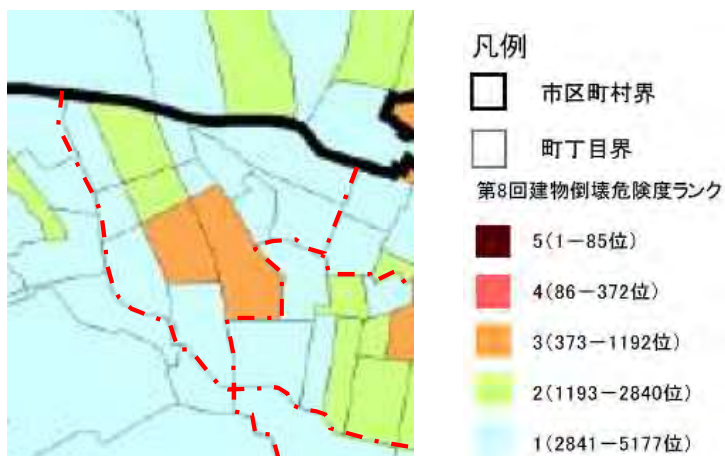 凡例
市区町村界
町丁目界
第8回建物倒壊危険度ランク
5(1－85位)
4(86－372位)
3(373－1192位)
2(1193－2840位)
1(2841－5177位)